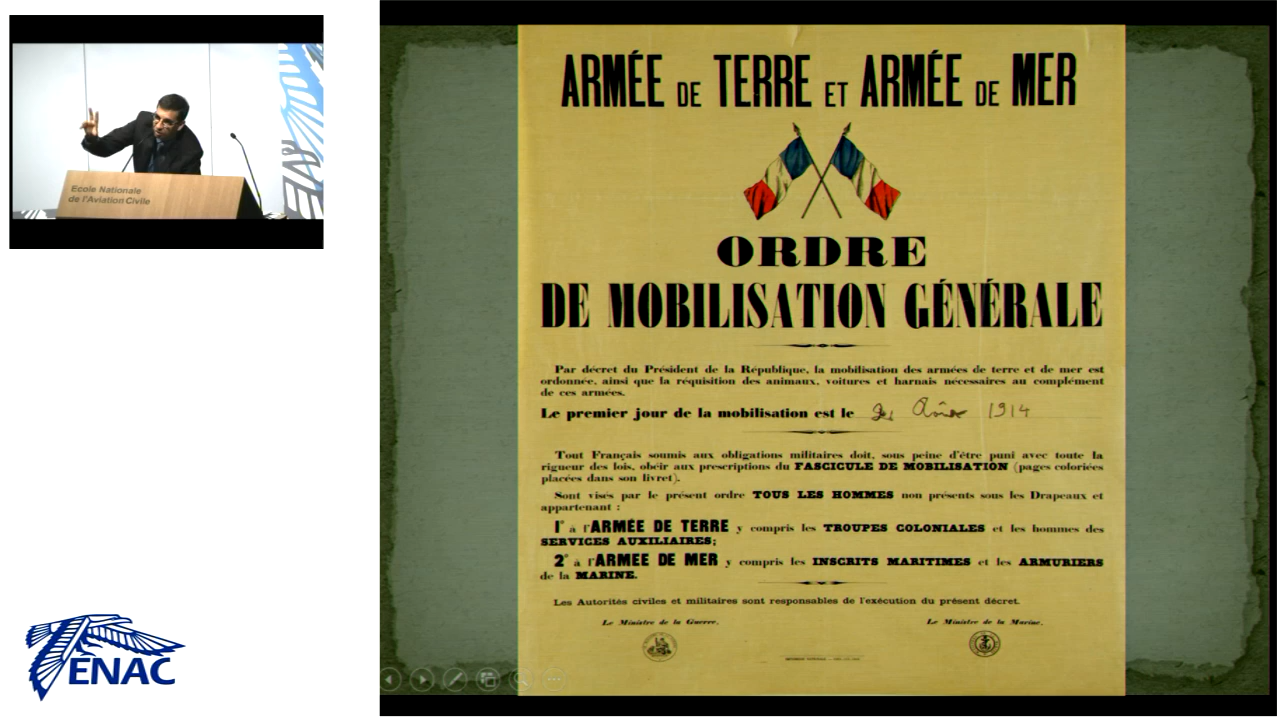 Ecole Nationale
de l'Aviation Civile
ENAC
ARMÉE DE TERRE ET ARMÉE DE MER
ORDRE
DE MOBILISATION GÉNÉRALE
Par décret du Président de la République, la mobilisation des armées de terre et de mer est
ordonnée, ainsi que la réquisition des animaux, voitures et harnais nécessaires au complément
de ces armées.
Le premier jour de la mobilisation est le 1914
Tout Français soumis aux obligations militaires doit, sous peine d'être puni avec toute la
rigueur des lois, obéir aux prescriptions du FASCICULE DE MOBILISATION (pages coloriées
placées dans son livret).
Sont visés par le présent ordre TOUS LES HOMMES non présents sous les Drapeaux et
appartenant :
1° à l'ARMÉE DE TERRE y compris les TROUPES COLONIALES et les hommes des
SERVICES AUXILIAIRES;
2° à l'ARMÉE DE MER y compris les INSCRITS MARITIMES et les ARMURIERS
de la MARINE.
Les Autorités civiles et militaires sont responsables de l'exécution du présent décret.
Le Ministre de la Guerre,
Le Ministre de la Marine,